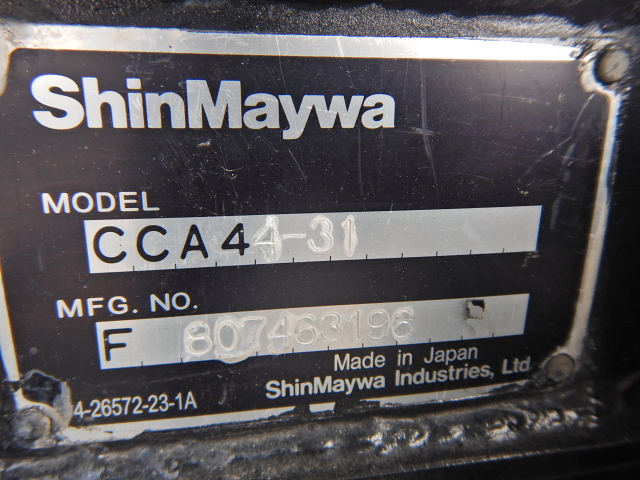 ShinMaywa
MODEL
CCA44-31
MFG. NO.
F 807463196
Made in Japan
ShinMaywa Industries, Ltd
4-26572-23-1A